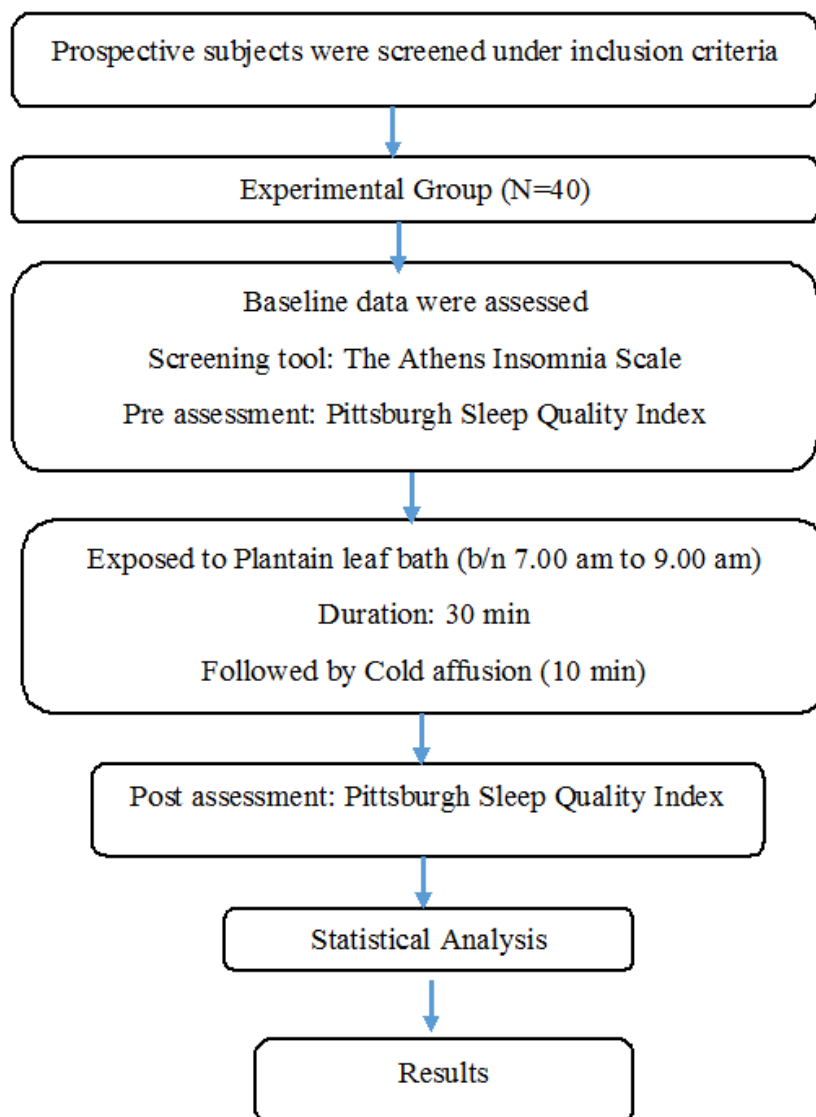 Prospective subjects were screened under inclusion criteria
Experimental Group (N=40)
Baseline data were assessed
Screening tool: The Athens Insomnia Scale
Pre assessment: Pittsburgh Sleep Quality Index
Exposed to Plantain leaf bath (b/n 7.00 am to 9.00 am)
Duration: 30 min
Followed by Cold affusion (10 min)
Post assessment: Pittsburgh Sleep Quality Index
Statistical Analysis
Results